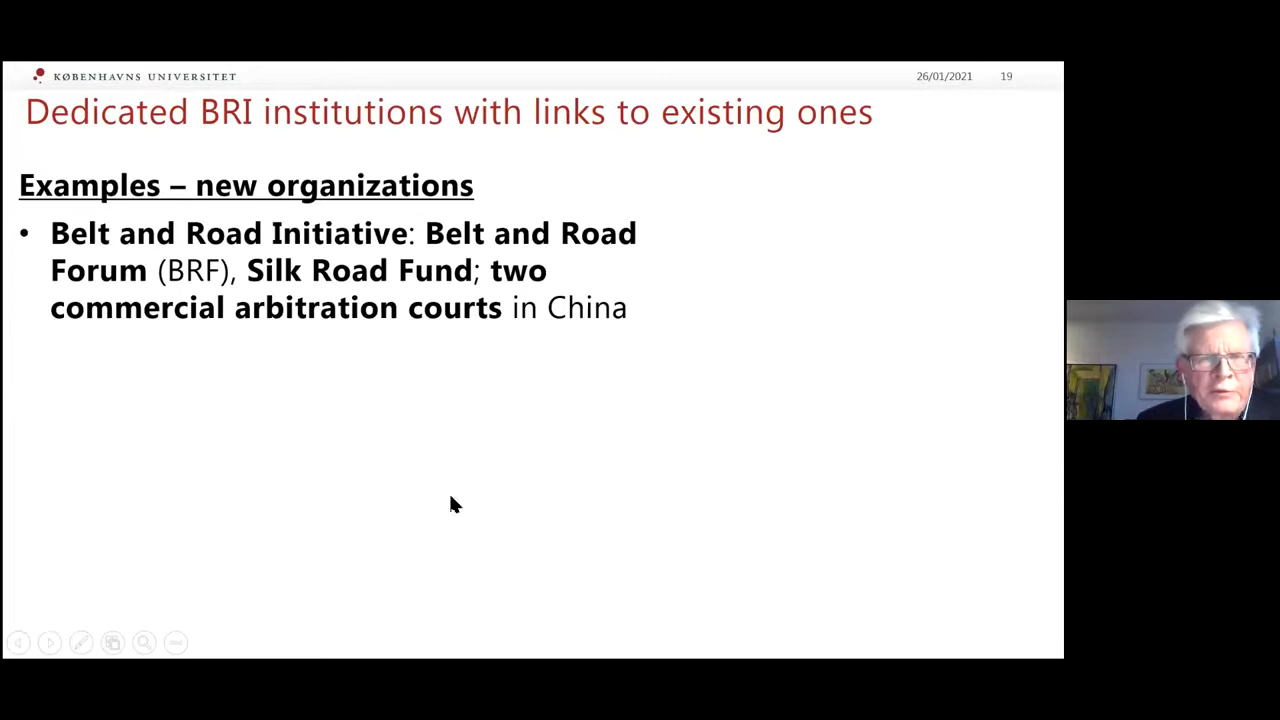 KØBENHAVNS UNIVERSITET
26/01/2021 19
Dedicated BRI institutions with links to existing ones
Examples – new organizations
• Belt and Road Initiative: Belt and Road
Forum (BRF), Silk Road Fund; two
commercial arbitration courts in China